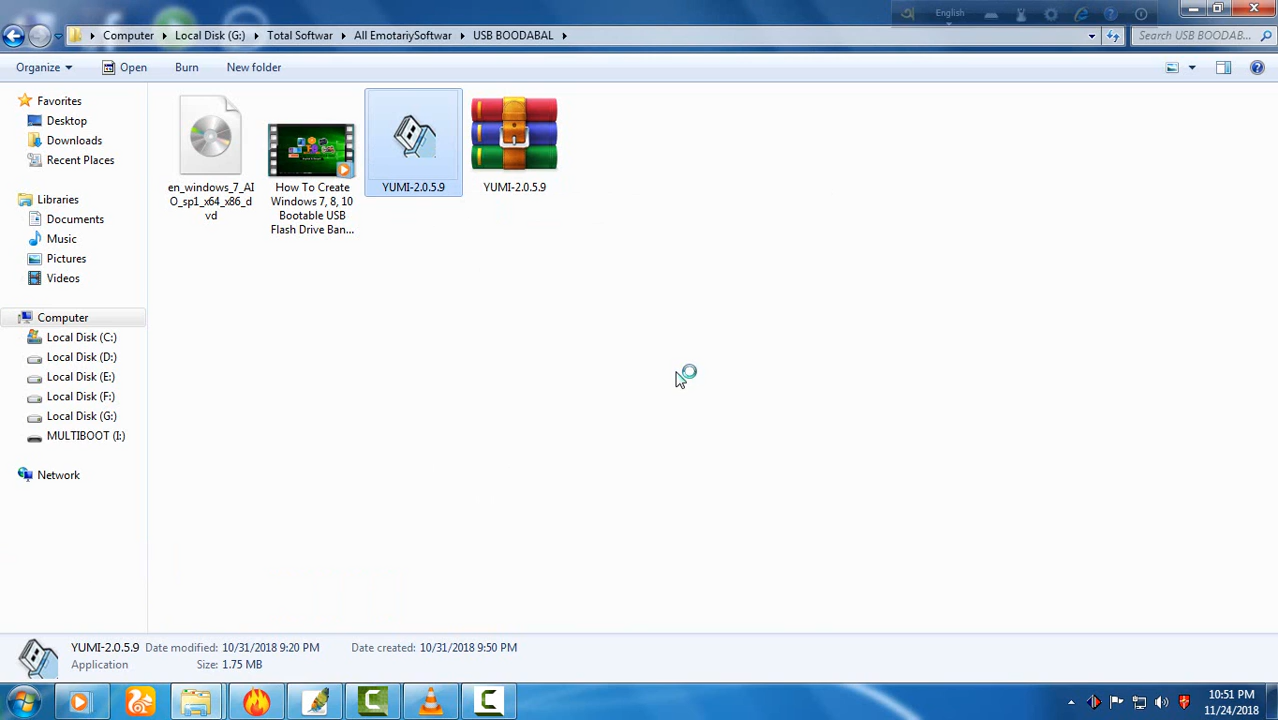 English
Computer Local Disk (G:) Total Softwar All EmotariySoftwar USB BOODABAL
Search USB BOODABAL...
Organize Open Burn New folder
Favorites
Desktop
Downloads
Recent Places
Libraries
Documents
Music
Pictures
Videos
Computer
Local Disk (C:)
Local Disk (D:)
Local Disk (E:)
Local Disk (F:)
Local Disk (G:)
MULTIBOOT (I:)
Network
en_windows_7_AI
O_sp1_x64_x86_d
vd
How To Create
Windows 7, 8, 10
Bootable USB
Flash Drive Ban...
YUMI-2.0.5.9
YUMI-2.0.5.9
YUMI-2.0.5.9 Date modified: 10/31/2018 9:20 PM Date created: 10/31/2018 9:50 PM
Application Size: 1.75 MB
10:51 PM
11/24/2018